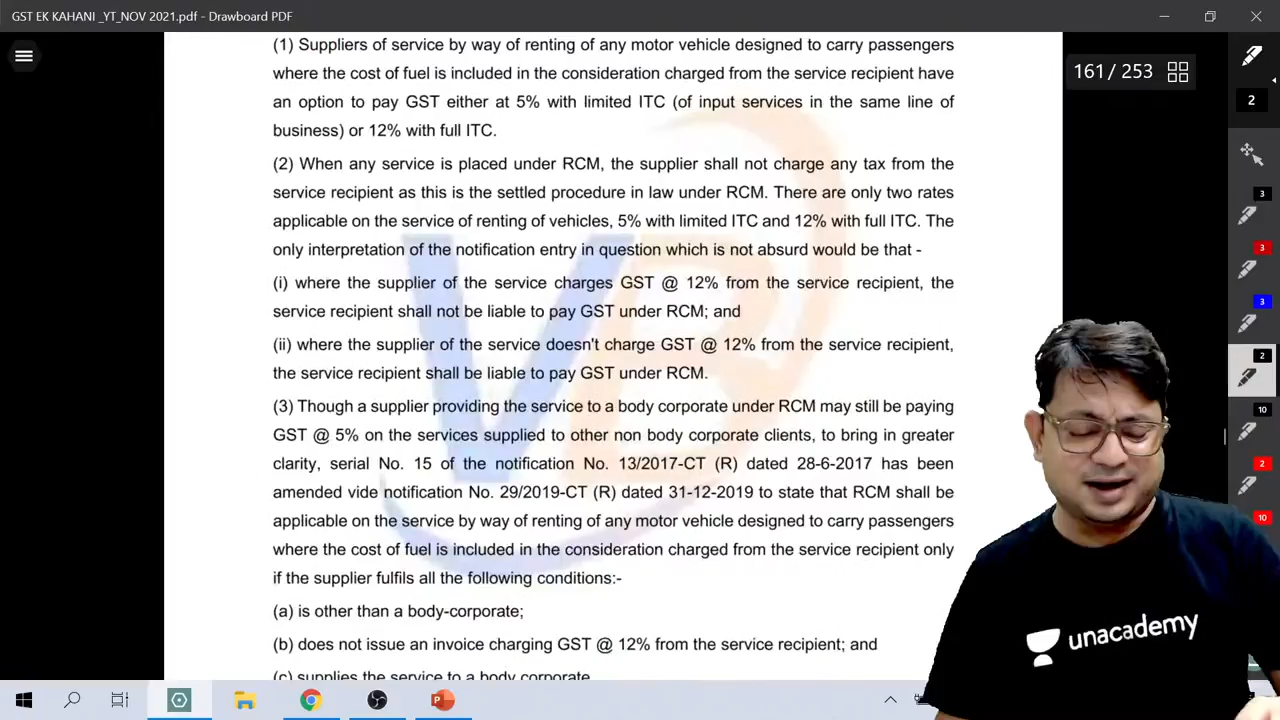 GST EK KAHANI _YT_NOV 2021.pdf - Drawboard PDF
(1) Suppliers of service by way of renting of any motor vehicle designed to carry passengers
where the cost of fuel is included in the consideration charged from the service recipient have
an option to pay GST either at 5% with limited ITC (of input services in the same line of
business) or 12% with full ITC.
161 / 253
2
(2) When any service is placed under RCM, the supplier shall not charge any tax from the
service recipient as this is the settled procedure in law under RCM. There are only two rates
applicable on the service of renting of vehicles, 5% with limited ITC and 12% with full ITC. The
only interpretation of the notification entry in question which is not absurd would be that -
(i) where the supplier of the service charges GST @ 12% from the service recipient, the
service recipient shall not be liable to pay GST under RCM; and
(ii) where the supplier of the service doesn't charge GST @ 12% from the service recipient,
the service recipient shall be liable to pay GST under RCM.
(3) Though a supplier providing the service to a body corporate under RCM may still be paying
GST @ 5% on the services supplied to other non body corporate clients, to bring in greater
clarity, serial No. 15 of the notification No. 13/2017-CT (R) dated 28-6-2017 has been
amended vide notification No. 29/2019-CT (R) dated 31-12-2019 to state that RCM shall be
applicable on the service by way of renting of any motor vehicle designed to carry passengers
where the cost of fuel is included in the consideration charged from the service recipient only
if the supplier fulfils all the following conditions:-
(a) is other than a body-corporate;
(b) does not issue an invoice charging GST @ 12% from the service recipient; and
(c) supplies the service to a body corporate
3
3
3
2
10
2
10
unacademy
VB